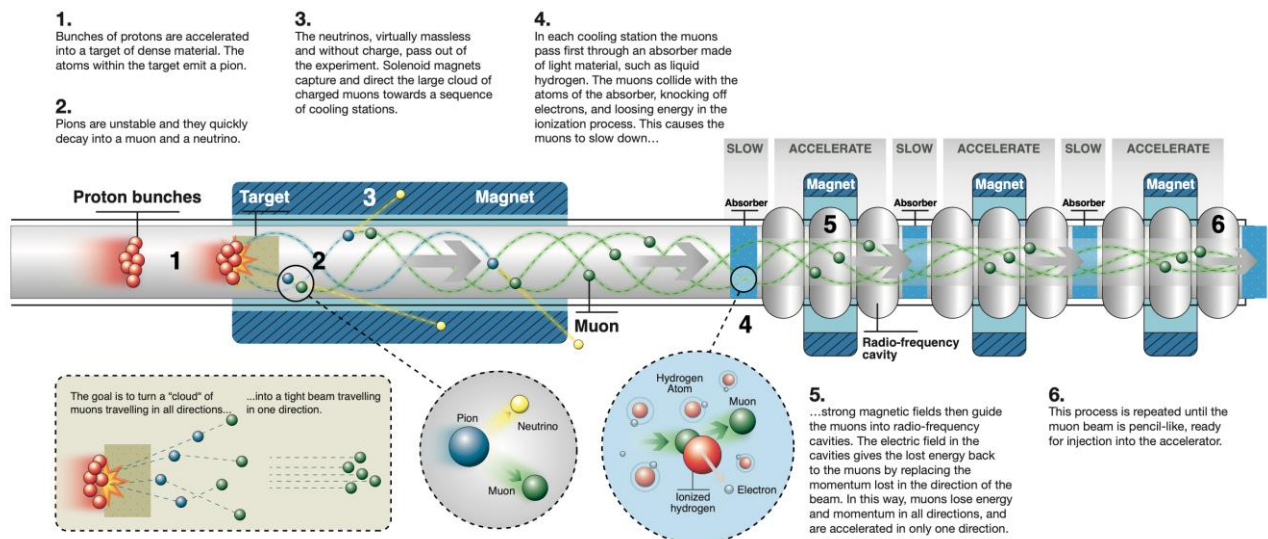 1.
Bunches of protons are accelerated
into a target of dense material. The
atoms within the target emit a pion.
2.
Pions are unstable and they quickly
decay into a muon and a neutrino.
3.
The neutrinos, virtually massless
and without charge, pass out of
the experiment. Solenoid magnets
capture and direct the large cloud of
charged muons towards a sequence
of cooling stations.
4.
In each cooling station the muons
pass first through an absorber made
of light material, such as liquid
hydrogen. The muons collide with the
atoms of the absorber, knocking off
electrons, and loosing energy in the
ionization process. This causes the
muons to slow down...
SLOW ACCELERATE SLOW ACCELERATE SLOW ACCELERATE
Proton bunches
Target
3
Magnet
Absorber
Magnet
Absorber
Magnet
Absorber
Magnet
1
2
5
6
Muon
4
Radio-frequency
cavity
The goal is to turn a "cloud" of
muons travelling in all directions...
...into a tight beam travelling
in one direction.
Pion
Neutrino
Muon
Hydrogen
Atom
Muon
Electron
Ionized
hydrogen
5.
...strong magnetic fields then guide
the muons into radio-frequency
cavities. The electric field in the
cavities gives the lost energy back
to the muons by replacing the
momentum lost in the direction of the
beam. In this way, muons lose energy
and momentum in all directions, and
are accelerated in only one direction.
6.
This process is repeated until the
muon beam is pencil-like, ready
for injection into the accelerator.